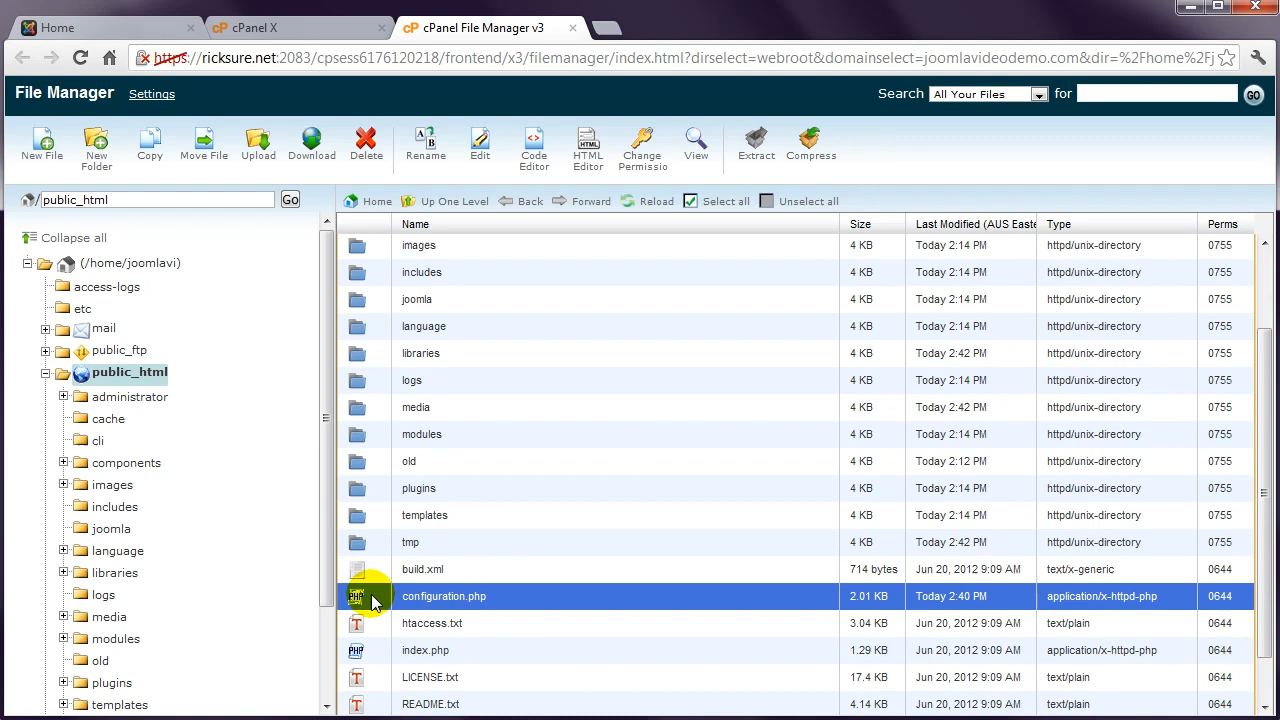 Home
cPanel X
cPanel File Manager v3
https://ricksure.net:2083/cpsess6176120218/frontend/x3/filemanager/index.html?dirselect=webroot&domainselect=joomlavideodemo.com&dir=%2Fhome%2Fj
File Manager Settings
Search All Your Files for GO
New File
New Folder
Copy
Move File
Upload
Download
Delete
Rename
Edit
Code Editor
HTML Editor
Change Permissio
View
Extract
Compress
/ public_html Go
Home Up One Level Back Forward Reload Select all Unselect all
Collapse all
(/home/joomlavi)
access-logs
etc
mail
public_ftp
public_html
administrator
cache
cli
components
images
includes
joomla
language
libraries
logs
media
modules
old
plugins
templates
Name Size Last Modified (AUS Easte Type Perms
images 4 KB Today 2:14 PM httpd/unix-directory 0755
includes 4 KB Today 2:14 PM httpd/unix-directory 0755
joomla 4 KB Today 2:14 PM httpd/unix-directory 0755
language 4 KB Today 2:14 PM httpd/unix-directory 0755
libraries 4 KB Today 2:42 PM httpd/unix-directory 0755
logs 4 KB Today 2:14 PM httpd/unix-directory 0755
media 4 KB Today 2:42 PM httpd/unix-directory 0755
modules 4 KB Today 2:14 PM httpd/unix-directory 0755
old 4 KB Today 2:12 PM httpd/unix-directory 0755
plugins 4 KB Today 2:14 PM httpd/unix-directory 0755
templates 4 KB Today 2:14 PM httpd/unix-directory 0755
tmp 4 KB Today 2:42 PM httpd/unix-directory 0755
build.xml 714 bytes Jun 20, 2012 9:09 AM text/x-generic 0644
PHP configuration.php 2.01 KB Today 2:40 PM application/x-httpd-php 0644
T htaccess.txt 3.04 KB Jun 20, 2012 9:09 AM text/plain 0644
PHP index.php 1.29 KB Jun 20, 2012 9:09 AM application/x-httpd-php 0644
T LICENSE.txt 17.4 KB Jun 20, 2012 9:09 AM text/plain 0644
T README.txt 4.14 KB Jun 20, 2012 9:09 AM text/plain 0644